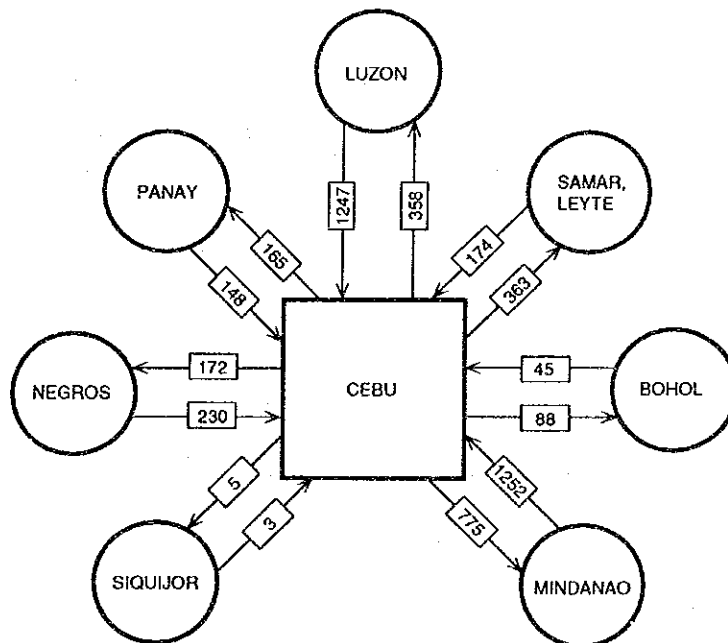 LUZON
PANAY
SAMAR,
LEYTE
1247
358
165
174
148
363
NEGROS
172
230
CEBU
45
88
BOHOL
5
3
1252
775
SIQUIJOR
MINDANAO